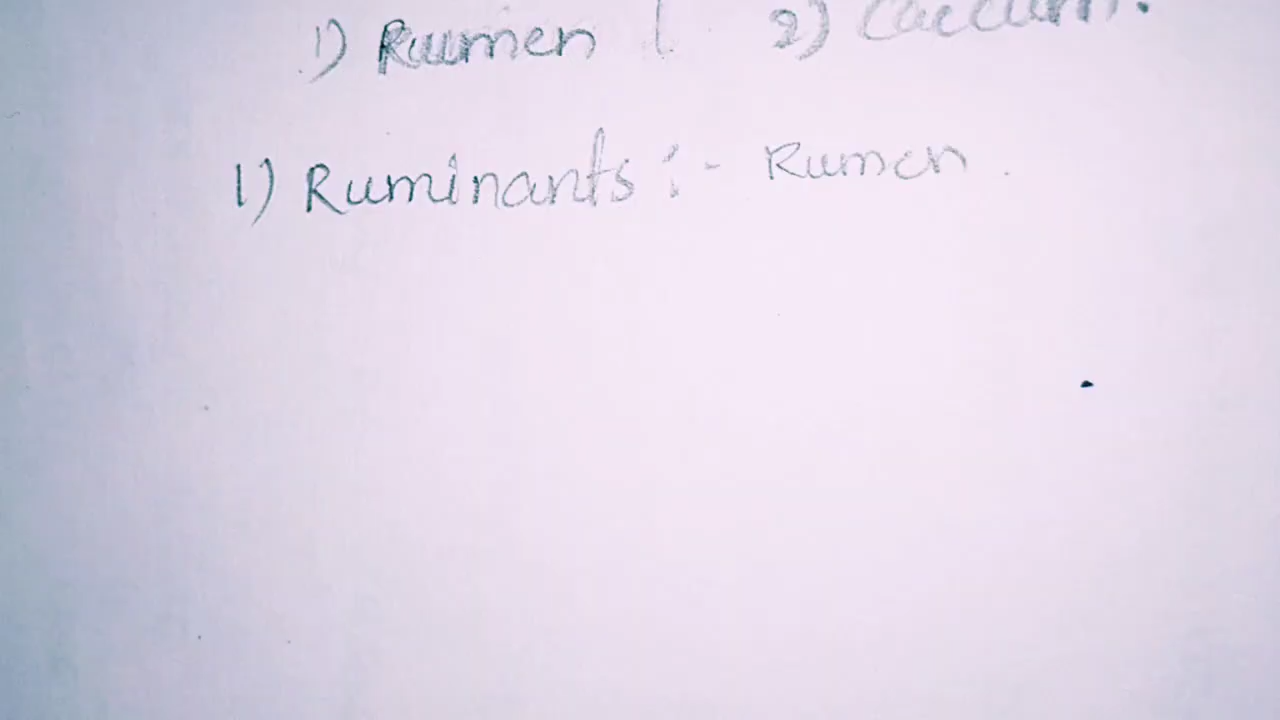 1) Rumen | 2) Caecum.
1) Ruminants :- Rumen.